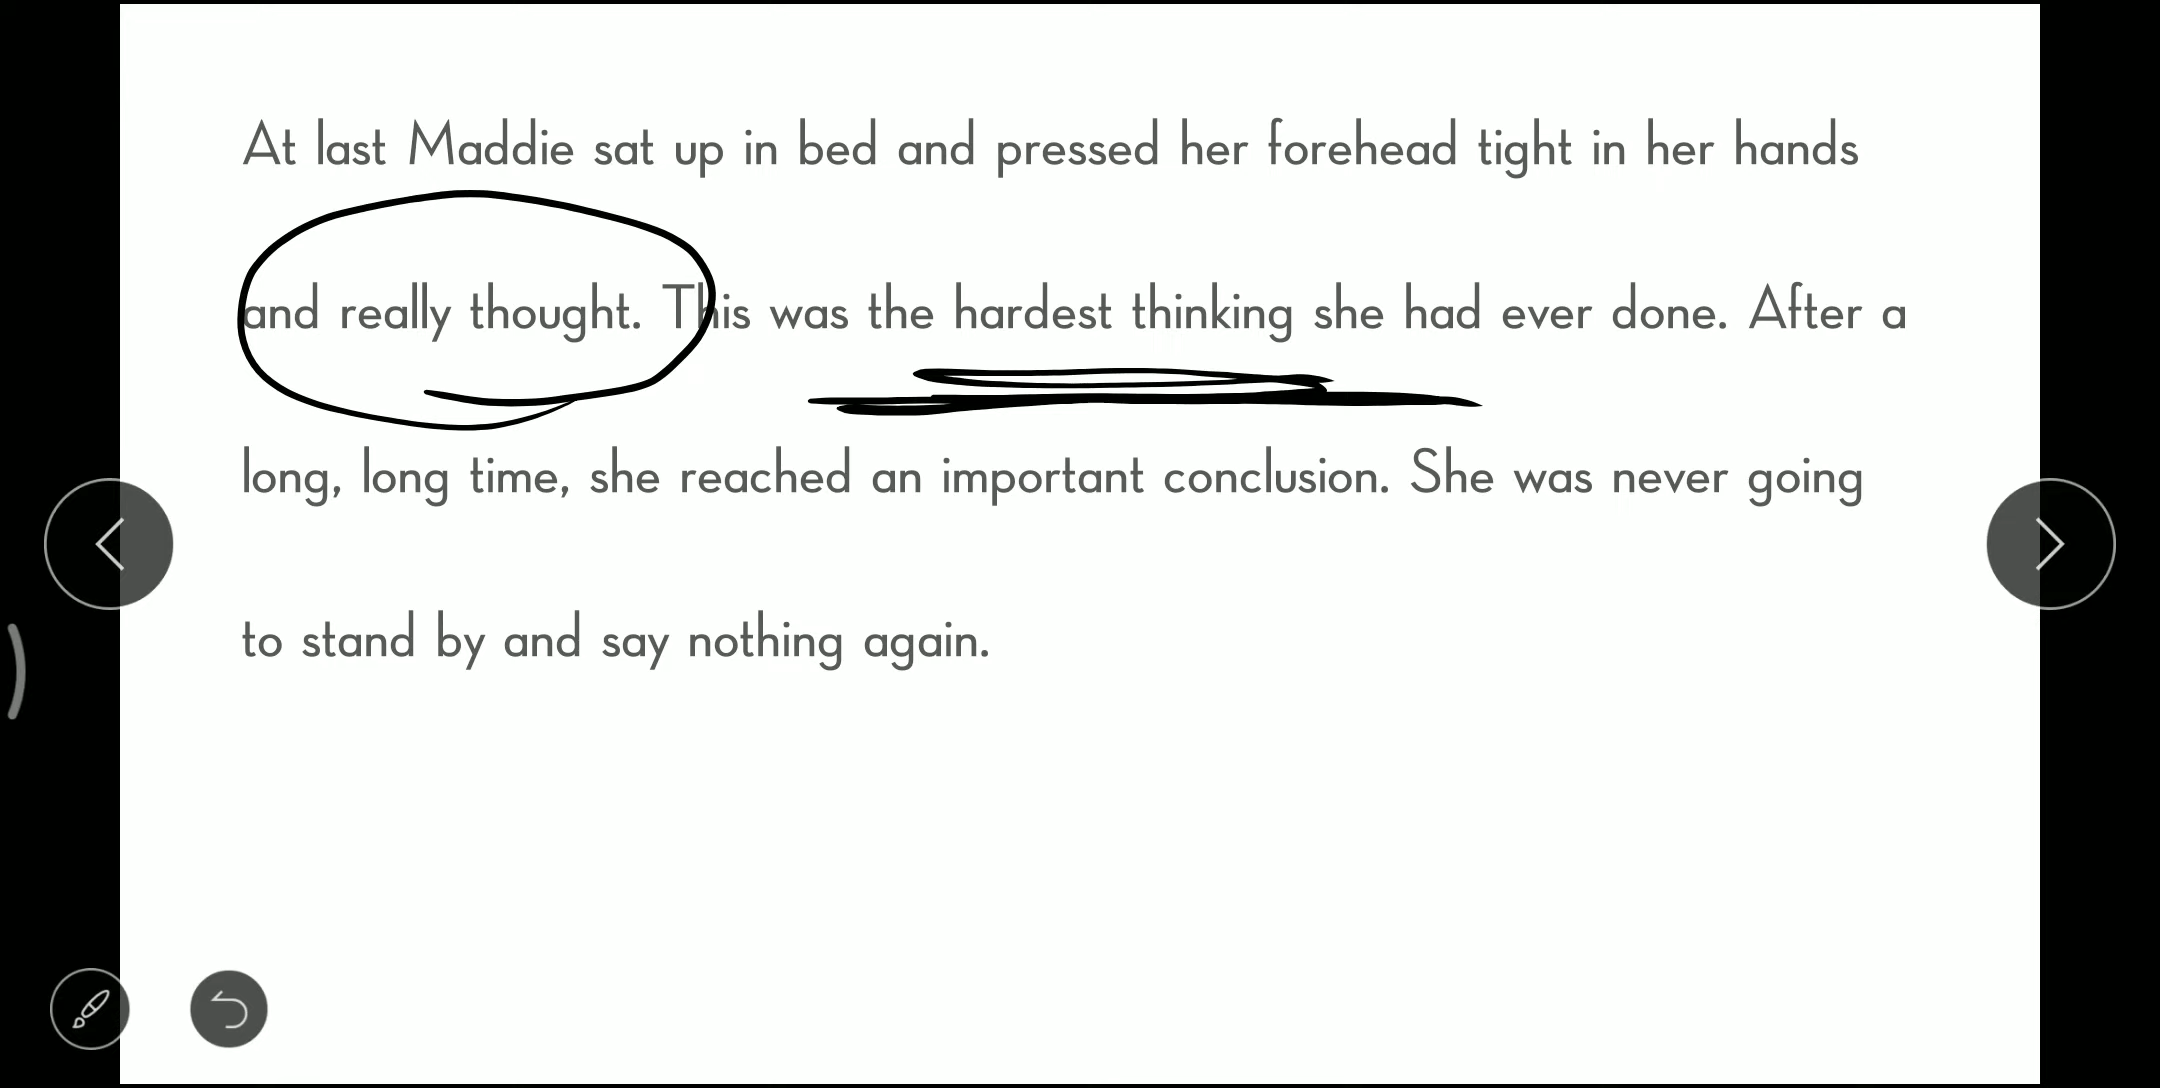 At last Maddie sat up in bed and pressed her forehead tight in her hands
and really thought. This was the hardest thinking she had ever done. After a
long, long time, she reached an important conclusion. She was never going
to stand by and say nothing again.